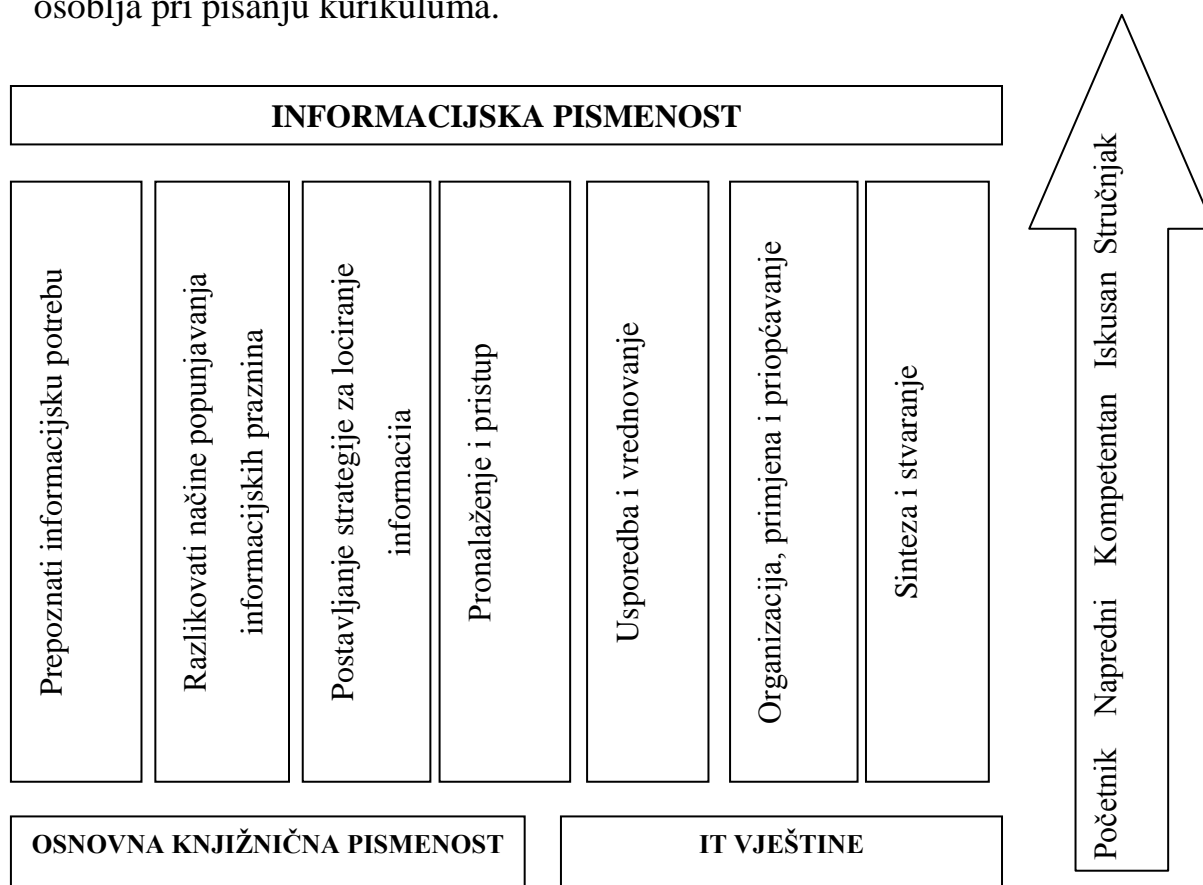 osoblja pri pisanju kurikuluma.
INFORMACIJSKA PISMENOST
Prepoznati informacijsku potrebu
Razlikovati načine popunjavanja
informacijskih praznina
Postavljanje strategije za lociranje
informacija
Pronalaženje i pristup
Usporedba i vrednovanje
Organizacija, primjena i priopćavanje
Sinteza i stvaranje
Početnik Napredni Kompetentan Iskusan Stručnjak
OSNOVNA KNJIŽNIČNA PISMENOST
IT VJEŠTINE